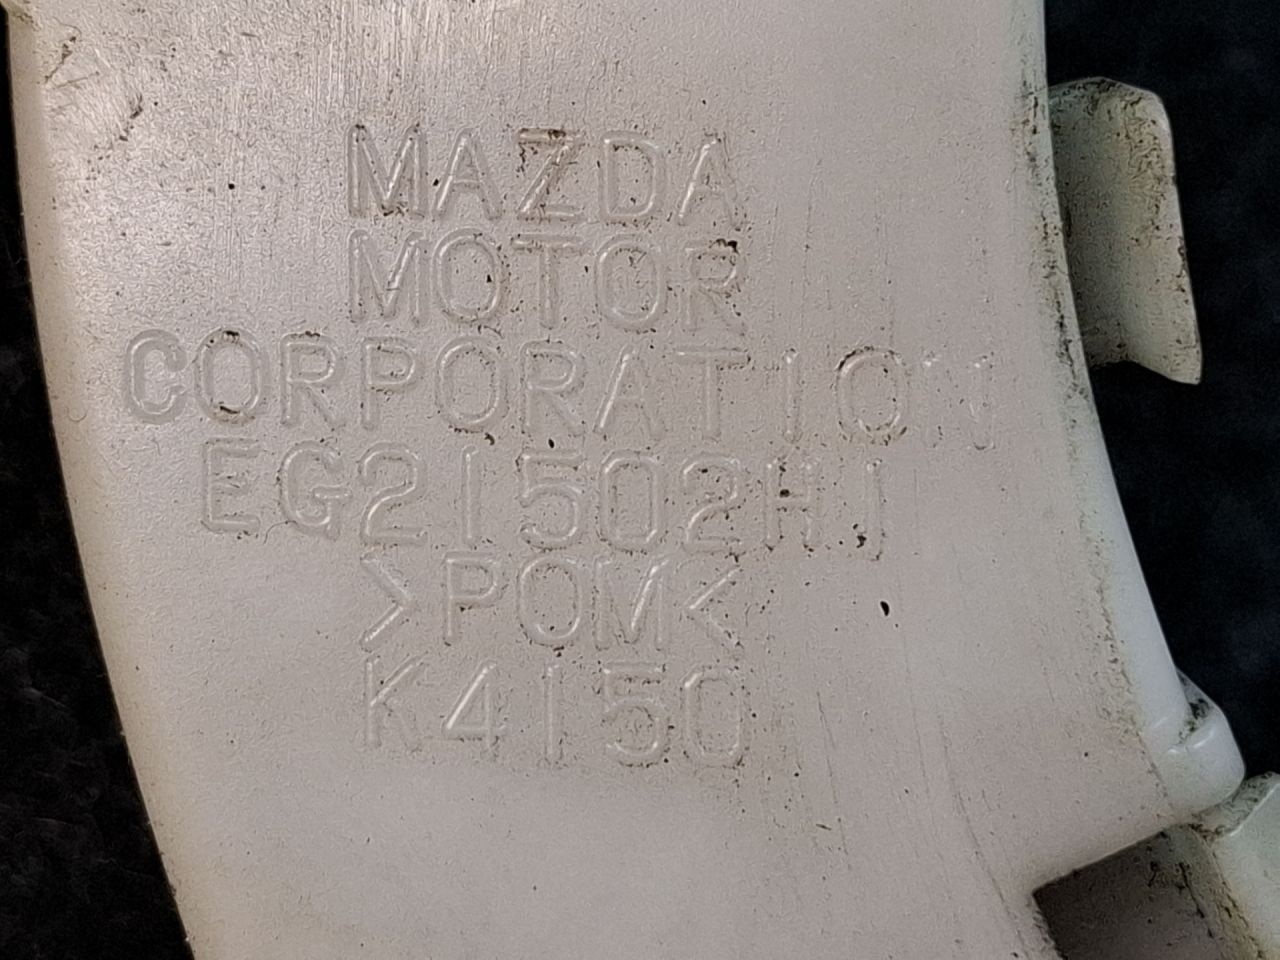 MAZDA
MOTOR
CORPORATION
EG21502H1
>POM<
K4150